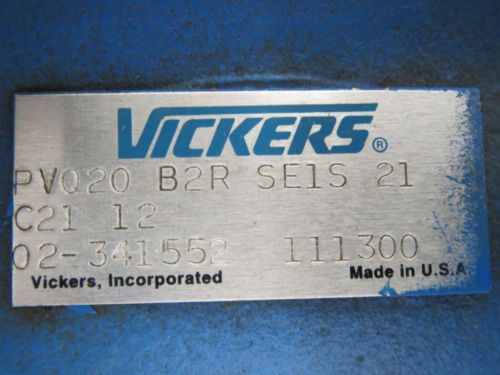 VICKERS®
PVQ20 B2R SE1S 21
C21 12
02-341552 111300
Vickers, Incorporated Made in U.S.A